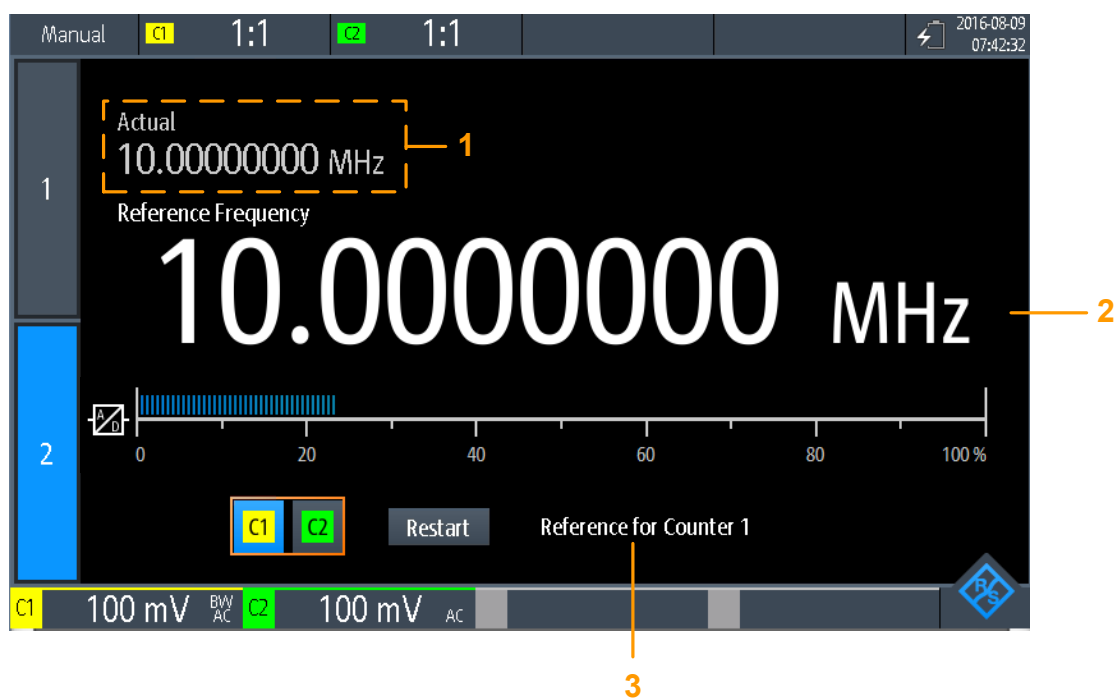 Manual C1 1:1 C2 1:1 2016-08-09
07:42:32
Actual
10.00000000 MHz 1
1
Reference Frequency
10.0000000 MHz 2
A/D
0 20 40 60 80 100 %
2
C1 C2 Restart Reference for Counter 1
C1 100 mV BW AC C2 100 mV AC R&S
3